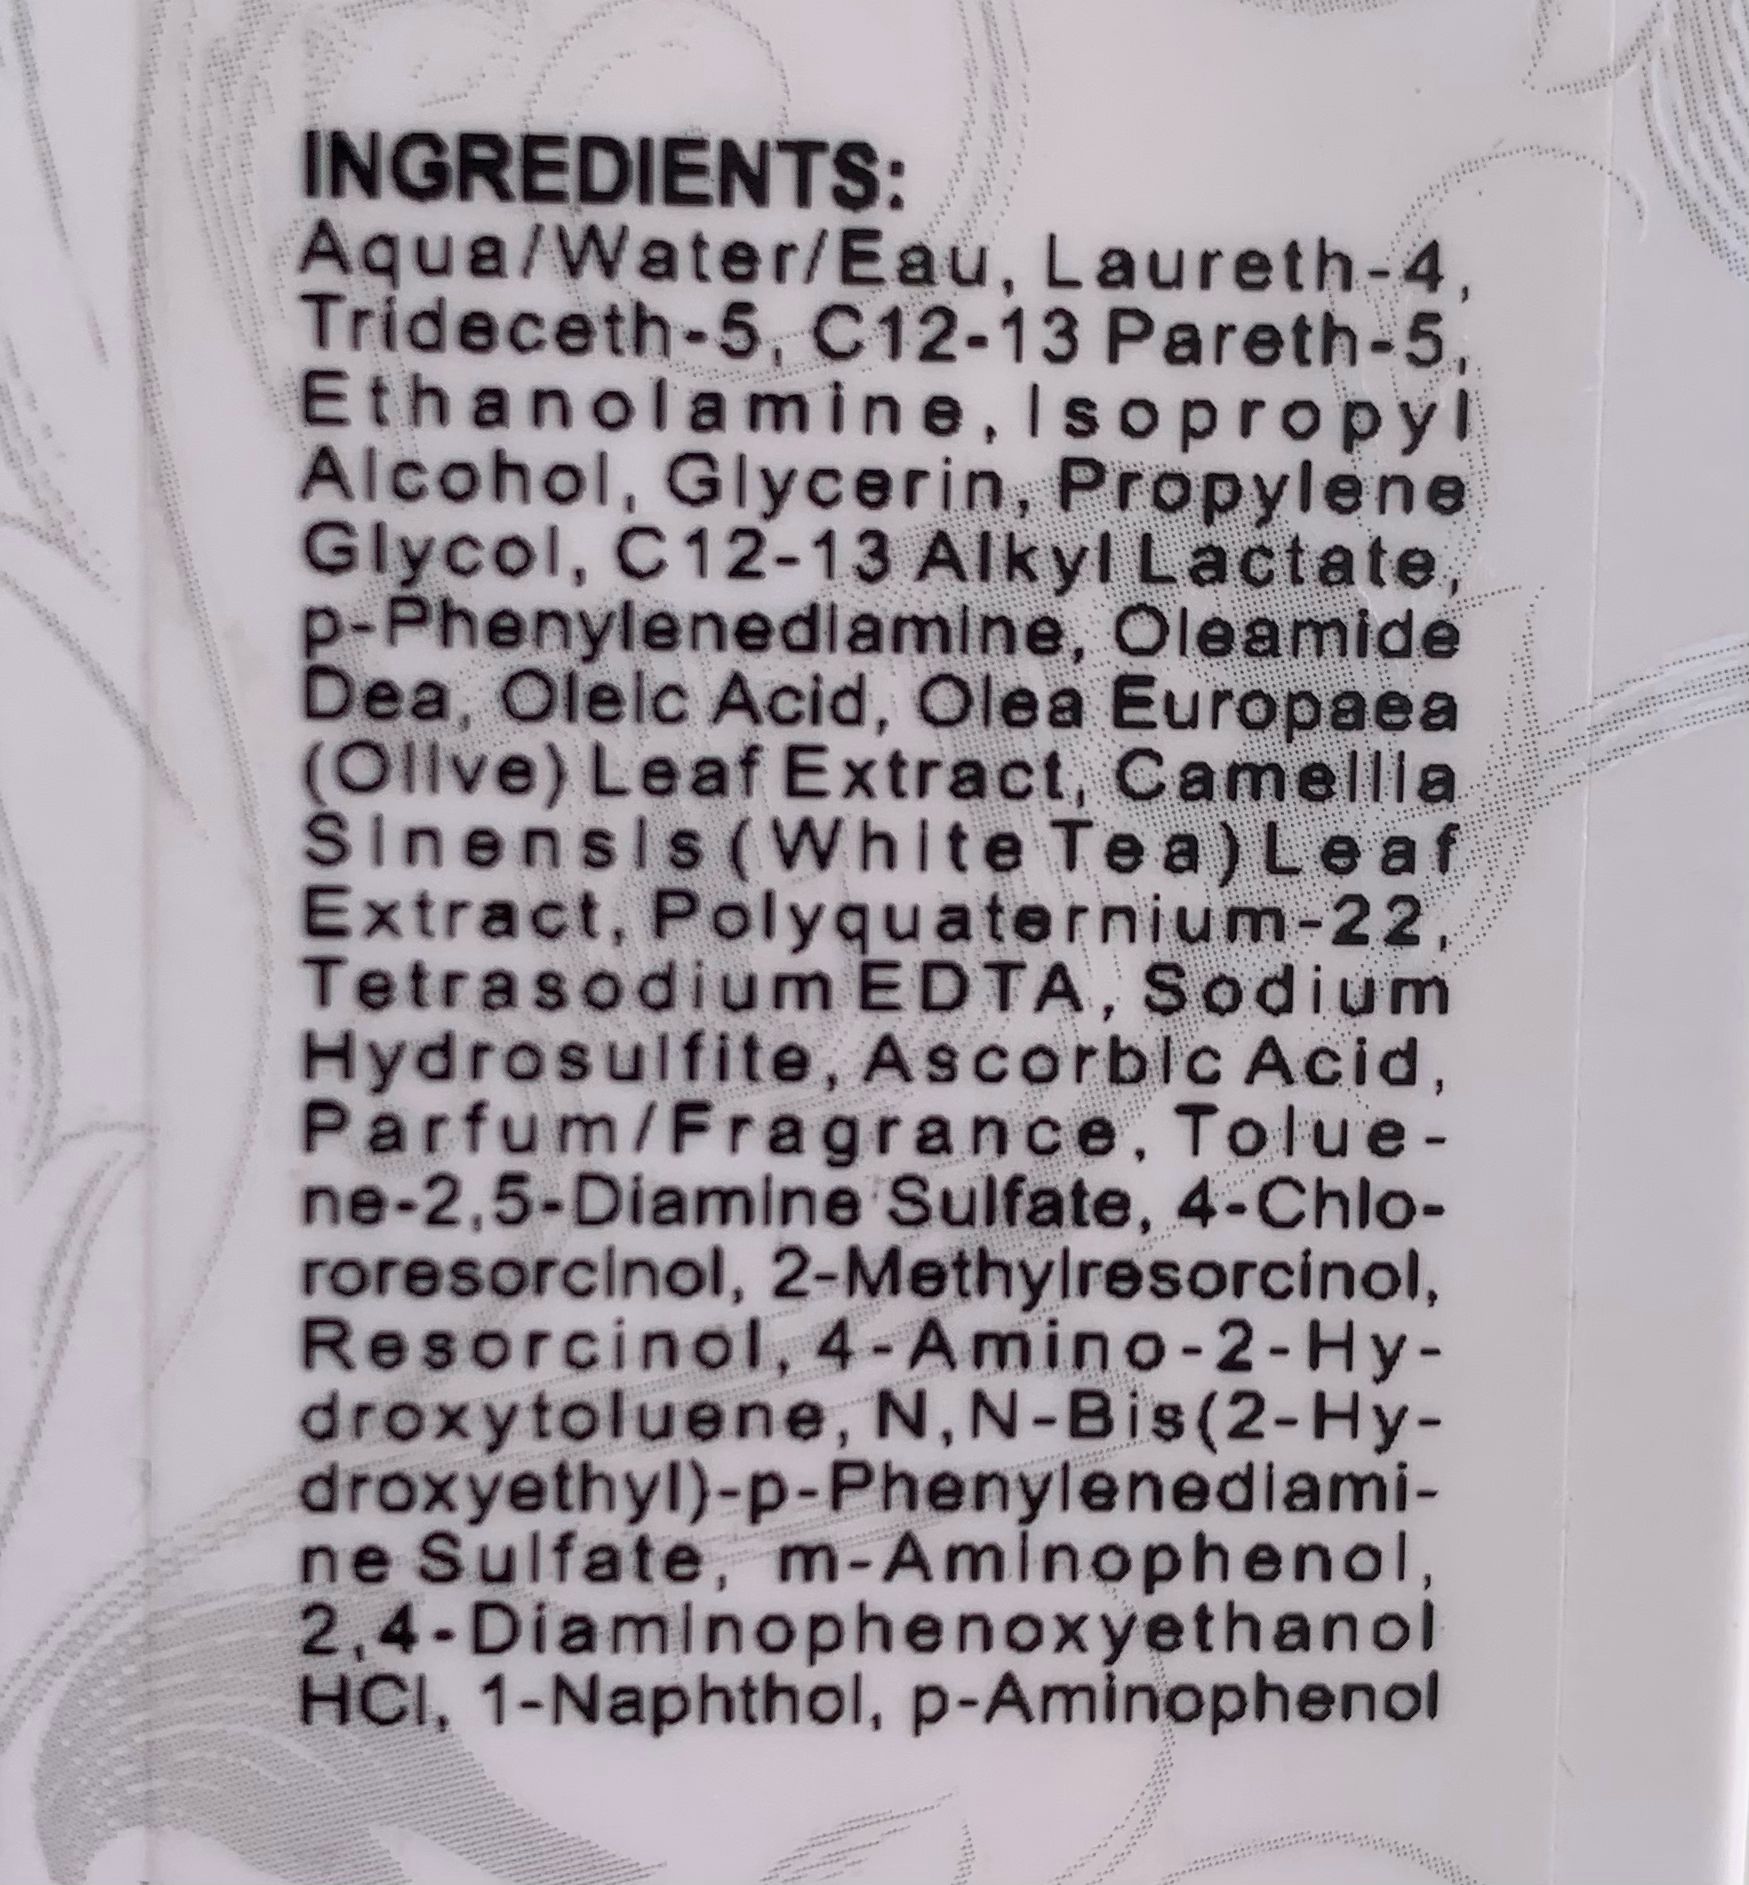 INGREDIENTS:
Aqua/Water/Eau, Laureth-4,
Trideceth-5, C12-13 Pareth-5,
Ethanolamine, Isopropyl
Alcohol, Glycerin, Propylene
Glycol, C12-13 Alkyl Lactate,
p-Phenylenediamine, Oleamide
Dea, Oleic Acid, Olea Europaea
(Olive) Leaf Extract, Camellia
Sinensis (White Tea) Leaf
Extract, Polyquaternium-22,
Tetrasodium EDTA, Sodium
Hydrosulfite, Ascorbic Acid,
Parfum/Fragrance, Tolue-
ne-2,5-Diamine Sulfate, 4-Chlo-
roresorcinol, 2-Methylresorcinol,
Resorcinol, 4-Amino-2-Hy-
droxytoluene, N,N-Bis(2-Hy-
droxyethyl)-p-Phenylenediami-
ne Sulfate, m-Aminophenol,
2,4-Diaminophenoxyethanol
HCl, 1-Naphthol, p-Aminophenol